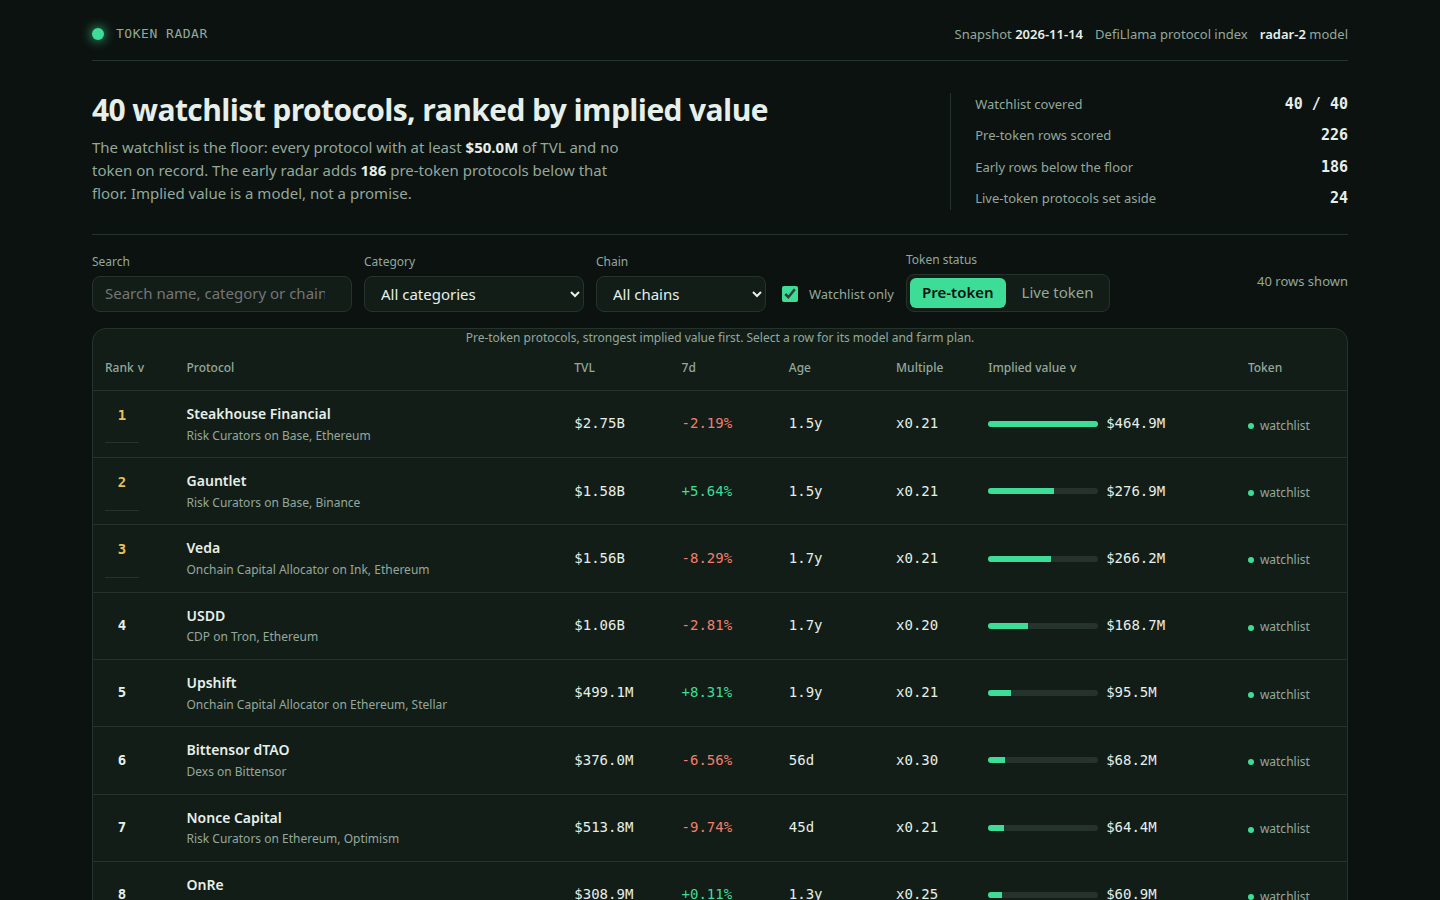 TOKEN RADAR
Snapshot 2026-11-14 DefiLlama protocol index radar-2 model
40 watchlist protocols, ranked by implied value
The watchlist is the floor: every protocol with at least $50.0M of TVL and no
token on record. The early radar adds 186 pre-token protocols below that
floor. Implied value is a model, not a promise.
Watchlist covered 40 / 40
Pre-token rows scored 226
Early rows below the floor 186
Live-token protocols set aside 24
Search Category Chain Token status
Search name, category or chain All categories All chains Watchlist only Pre-token Live token 40 rows shown
Pre-token protocols, strongest implied value first. Select a row for its model and farm plan.
Rank v Protocol TVL 7d Age Multiple Implied value v Token
1 Steakhouse Financial $2.75B -2.19% 1.5y x0.21 $464.9M watchlist
Risk Curators on Base, Ethereum
2 Gauntlet $1.58B +5.64% 1.5y x0.21 $276.9M watchlist
Risk Curators on Base, Binance
3 Veda $1.56B -8.29% 1.7y x0.21 $266.2M watchlist
Onchain Capital Allocator on Ink, Ethereum
4 USDD $1.06B -2.81% 1.7y x0.20 $168.7M watchlist
CDP on Tron, Ethereum
5 Upshift $499.1M +8.31% 1.9y x0.21 $95.5M watchlist
Onchain Capital Allocator on Ethereum, Stellar
6 Bittensor dTAO $376.0M -6.56% 56d x0.30 $68.2M watchlist
Dexs on Bittensor
7 Nonce Capital $513.8M -9.74% 45d x0.21 $64.4M watchlist
Risk Curators on Ethereum, Optimism
8 OnRe $308.9M +0.11% 1.3y x0.25 $60.9M watchlist